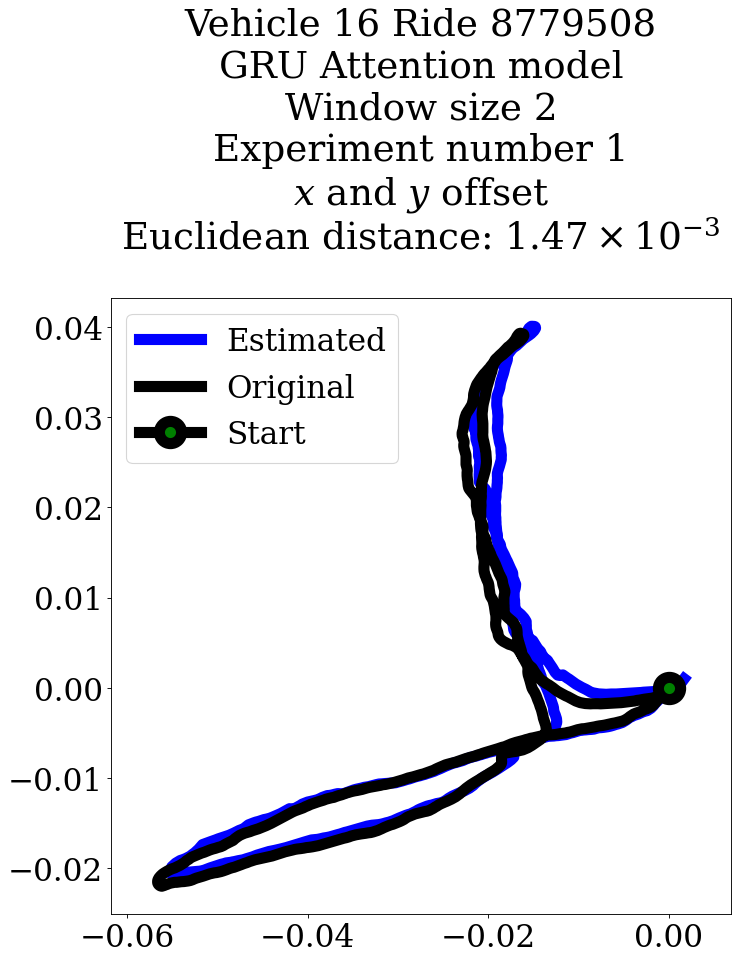 Vehicle 16 Ride 8779508
GRU Attention model
Window size 2
Experiment number 1
x and y offset
Euclidean distance: 1.47 × 10⁻³
Estimated
Original
Start
0.04
0.03
0.02
0.01
0.00
−0.01
−0.02
−0.06 −0.04 −0.02 0.00